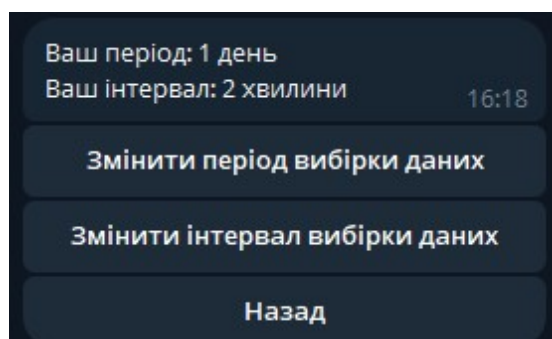 Ваш період: 1 день
Ваш інтервал: 2 хвилини
16:18
Змінити період вибірки даних
Змінити інтервал вибірки даних
Назад